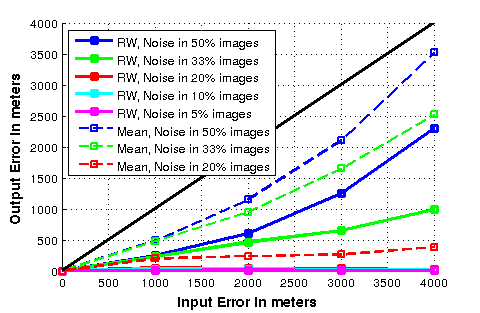 4000
3500
3000
2500
2000
1500
1000
500
0
Output Error in meters
RW, Noise in 50% images
RW, Noise in 33% images
RW, Noise in 20% images
RW, Noise in 10% images
RW, Noise in 5% images
Mean, Noise in 50% images
Mean, Noise in 33% images
Mean, Noise in 20% images
0 500 1000 1500 2000 2500 3000 3500 4000
Input Error in meters